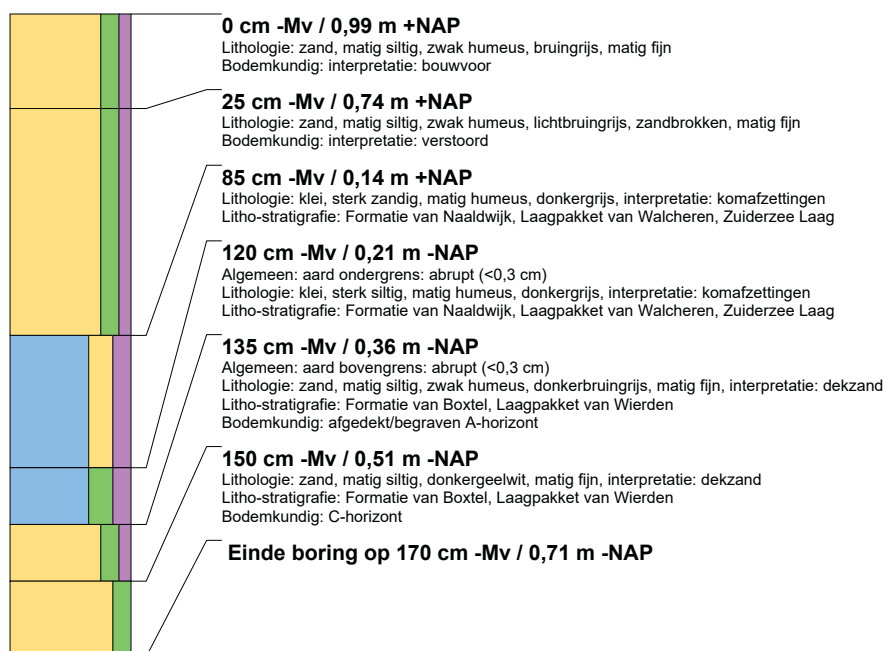 0 cm -Mv / 0,99 m +NAP
Lithologie: zand, matig siltig, zwak humeus, bruingrijs, matig fijn
Bodemkundig: interpretatie: bouwvoor
25 cm -Mv / 0,74 m +NAP
Lithologie: zand, matig siltig, zwak humeus, lichtbruingrijs, zandbrokken, matig fijn
Bodemkundig: interpretatie: verstoord
85 cm -Mv / 0,14 m +NAP
Lithologie: klei, sterk zandig, matig humeus, donkergrijs, interpretatie: komafzettingen
Litho-stratigrafie: Formatie van Naaldwijk, Laagpakket van Walcheren, Zuiderzee Laag
120 cm -Mv / 0,21 m -NAP
Algemeen: aard ondergrens: abrupt (<0,3 cm)
Lithologie: klei, sterk siltig, matig humeus, donkergrijs, interpretatie: komafzettingen
Litho-stratigrafie: Formatie van Naaldwijk, Laagpakket van Walcheren, Zuiderzee Laag
135 cm -Mv / 0,36 m -NAP
Algemeen: aard bovengrens: abrupt (<0,3 cm)
Lithologie: zand, matig siltig, zwak humeus, donkerbruingrijs, matig fijn, interpretatie: dekzand
Litho-stratigrafie: Formatie van Boxtel, Laagpakket van Wierden
Bodemkundig: afgedekt/begraven A-horizont
150 cm -Mv / 0,51 m -NAP
Lithologie: zand, matig siltig, donkergeelwit, matig fijn, interpretatie: dekzand
Litho-stratigrafie: Formatie van Boxtel, Laagpakket van Wierden
Bodemkundig: C-horizont
Einde boring op 170 cm -Mv / 0,71 m -NAP